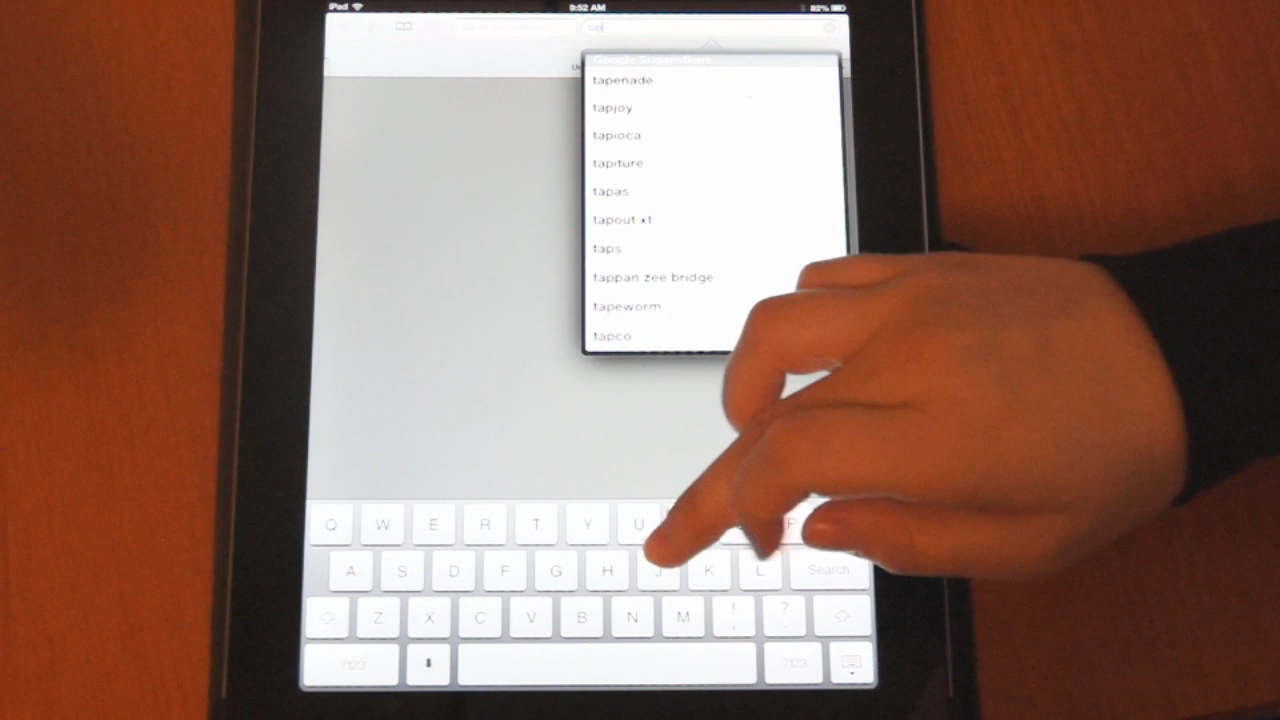 iPad 9:52 AM 82%
tap
Google Suggestions
tapenade
tapjoy
tapioca
tapiture
tapas
tapout xt
taps
tappan zee bridge
tapeworm
tapco
Q W E R T Y U P
A S D F G H J K L Search
Z X C V B N M ! , ? .
.?123 .?123